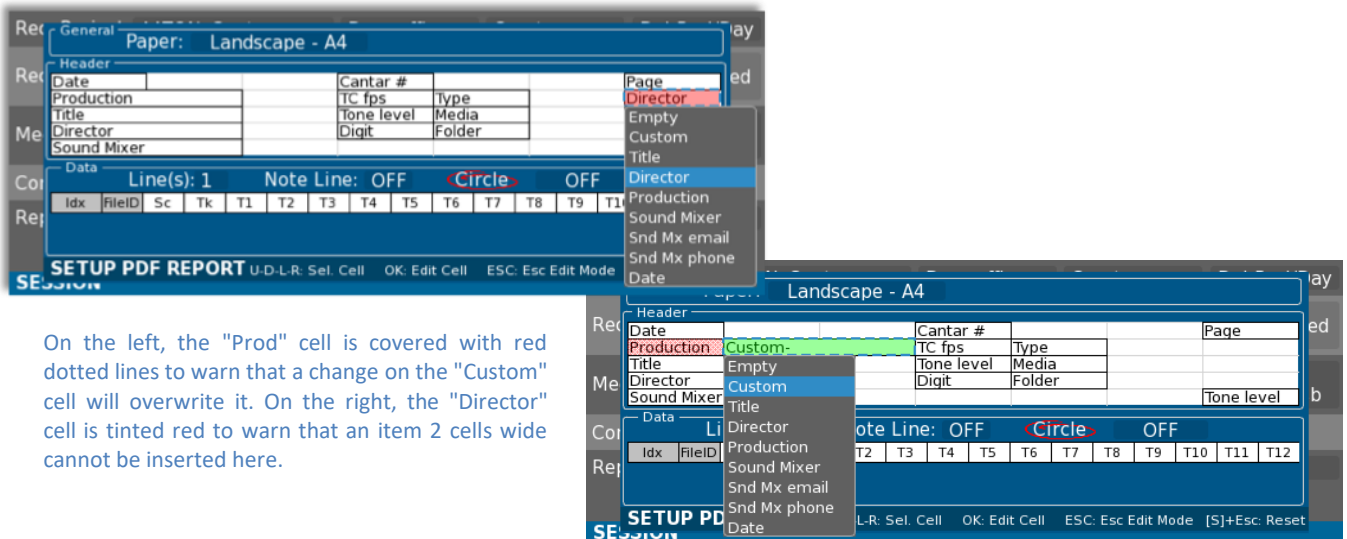 General
Paper: Landscape - A4
Header
Date Cantar # Page
Production TC fps Type Director
Title Tone level Media
Director Digit Folder
Sound Mixer
Empty
Custom
Title
Director
Production
Sound Mixer
Snd Mx email
Snd Mx phone
Date
Data
Line(s): 1 Note Line: OFF Circle OFF
Idx FileID Sc Tk T1 T2 T3 T4 T5 T6 T7 T8 T9
SETUP PDF REPORT U-D-L-R: Sel. Cell OK: Edit Cell ESC: Esc Edit Mode
On the left, the "Prod" cell is covered with red
dotted lines to warn that a change on the "Custom"
cell will overwrite it. On the right, the "Director"
cell is tinted red to warn that an item 2 cells wide
cannot be inserted here.
Landscape - A4
Header
Date Cantar # Page
Production Custom- TC fps Type
Title Tone level Media
Director Digit Folder
Sound Mixer Tone level
Empty
Custom
Title
Director
Production
Sound Mixer
Snd Mx email
Snd Mx phone
Date
Data
Li ote Line: OFF Circle OFF
Idx FileID T2 T3 T4 T5 T6 T7 T8 T9 T10 T11 T12
SETUP PD L-R: Sel. Cell OK: Edit Cell ESC: Esc Edit Mode [S]+Esc: Reset